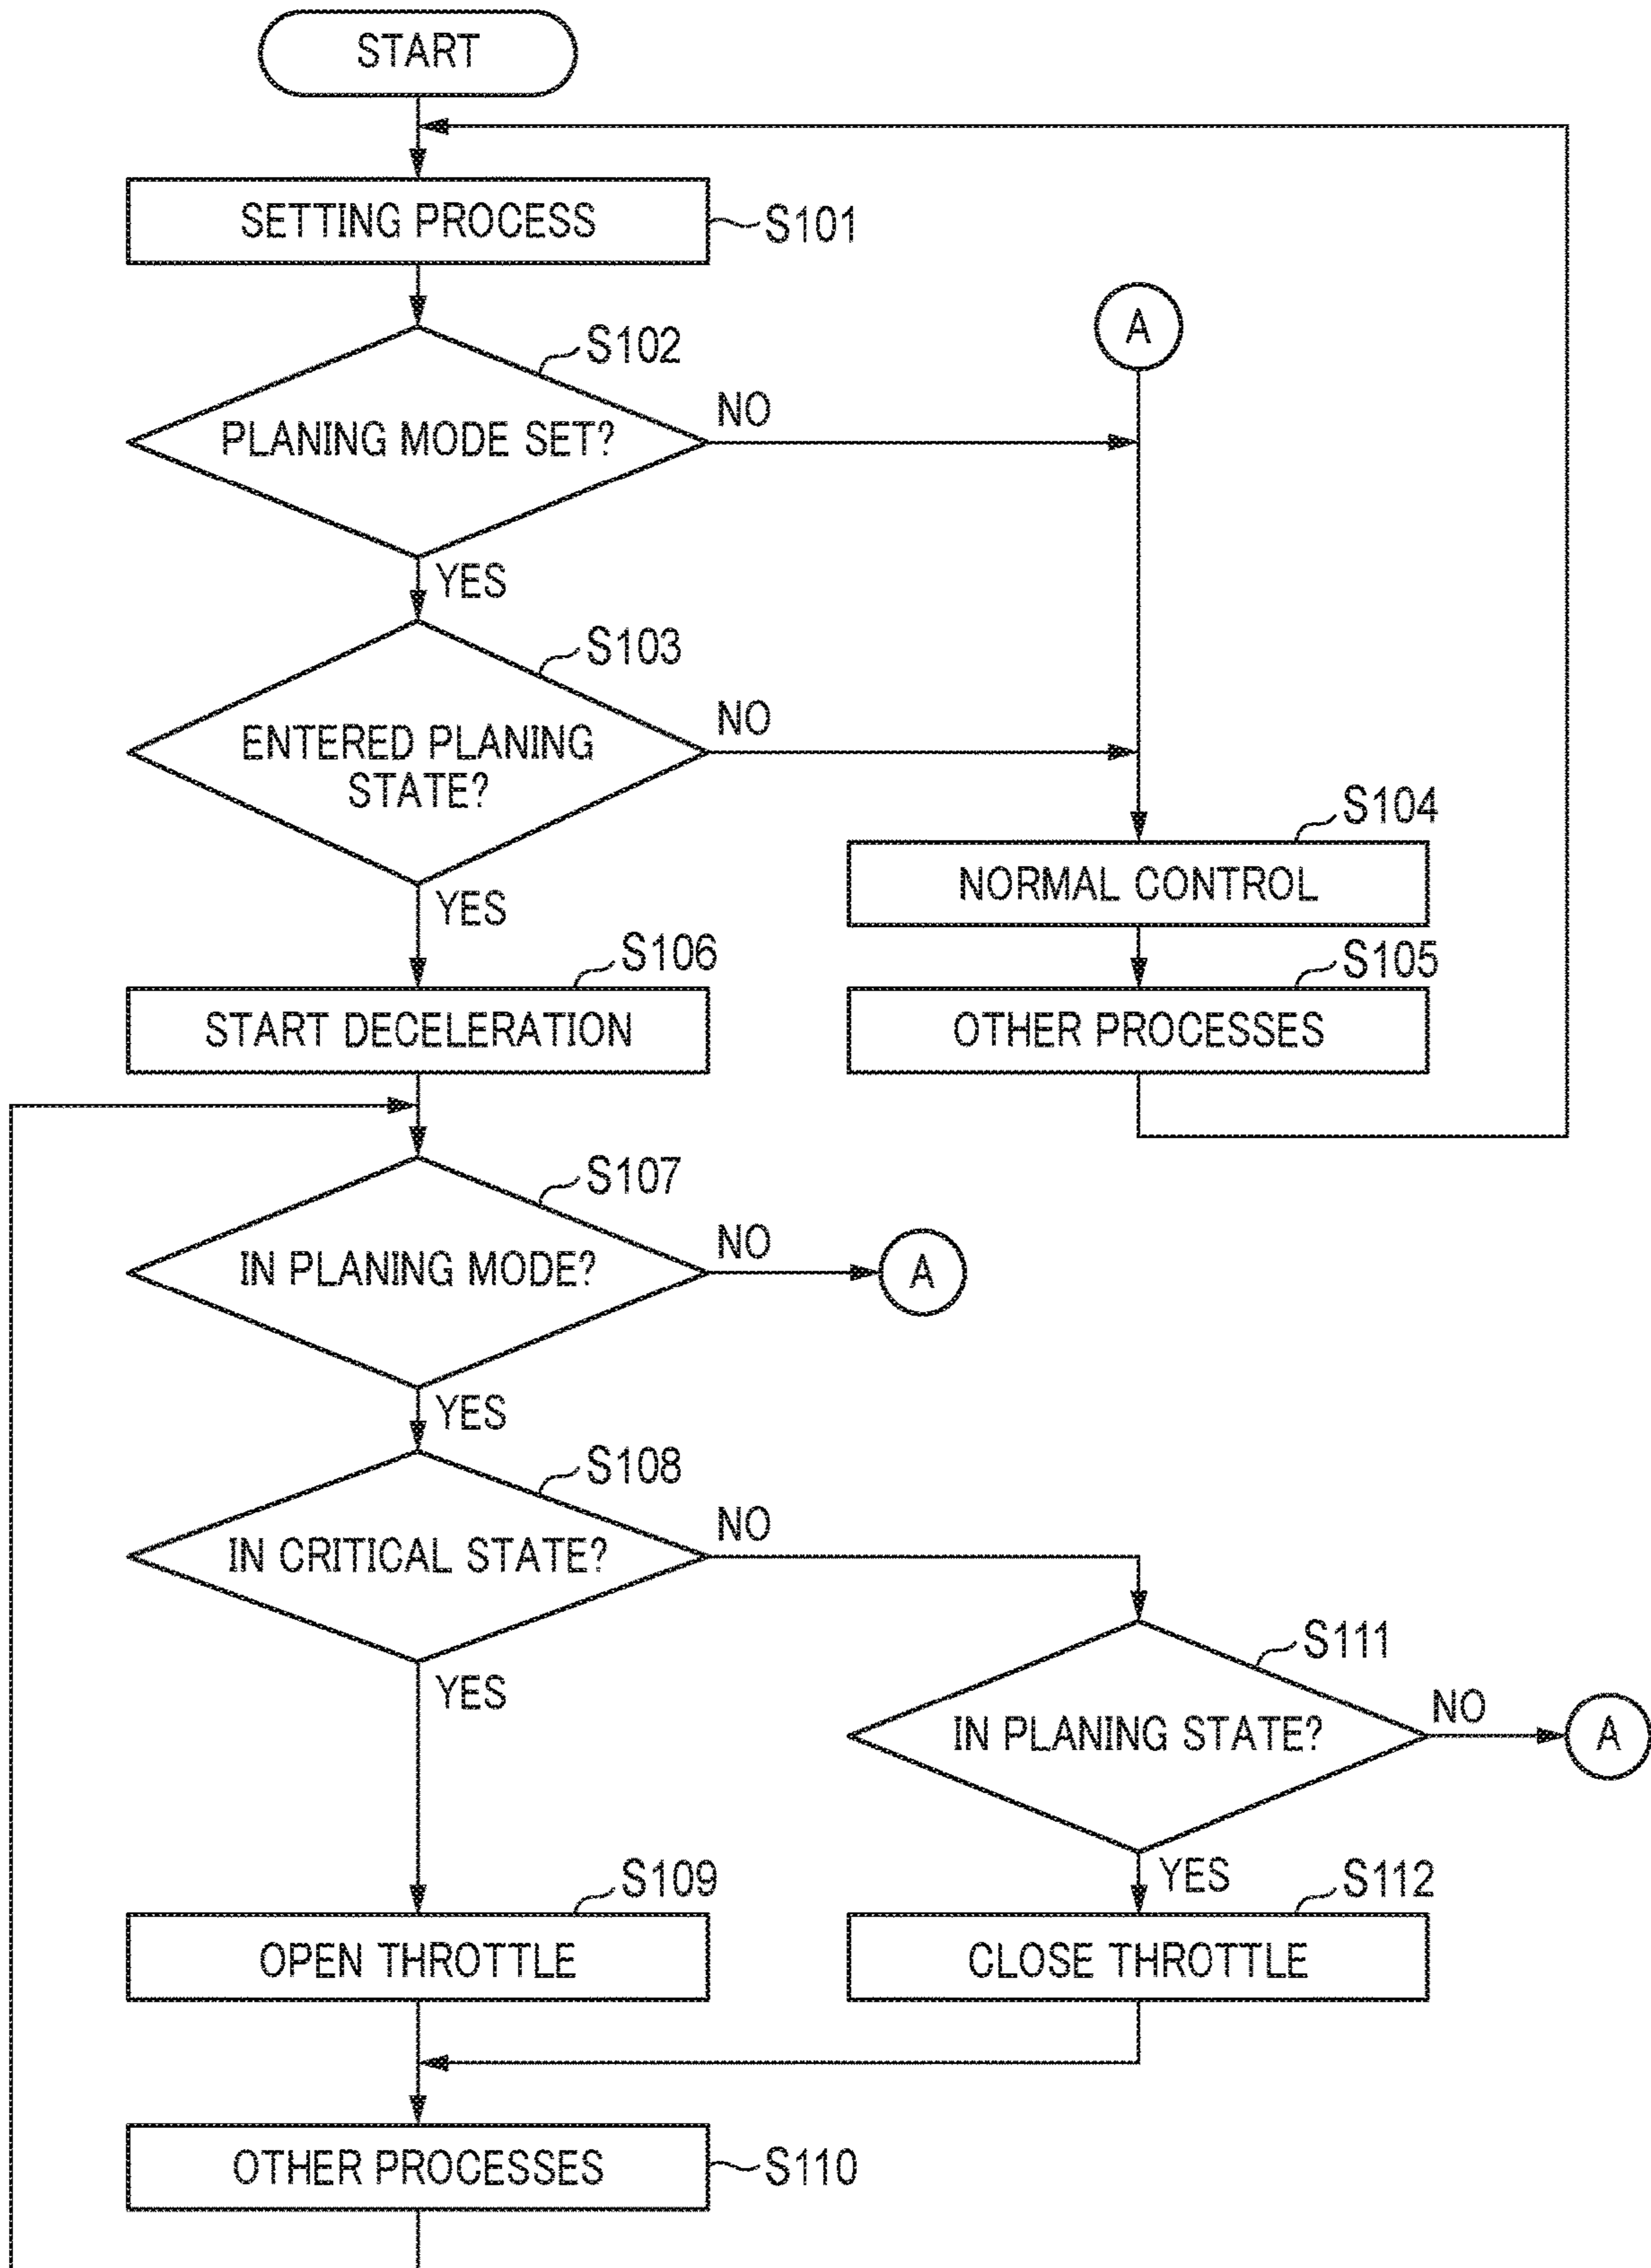 START
SETTING PROCESS
S101
A
S102
PLANING MODE SET?
NO
YES
S103
ENTERED PLANING
STATE?
NO
YES
S104
NORMAL CONTROL
S105
OTHER PROCESSES
S106
START DECELERATION
S107
IN PLANING MODE?
NO
A
YES
S108
IN CRITICAL STATE?
NO
YES
S111
IN PLANING STATE?
NO
A
YES
S109
OPEN THROTTLE
S112
CLOSE THROTTLE
OTHER PROCESSES
S110